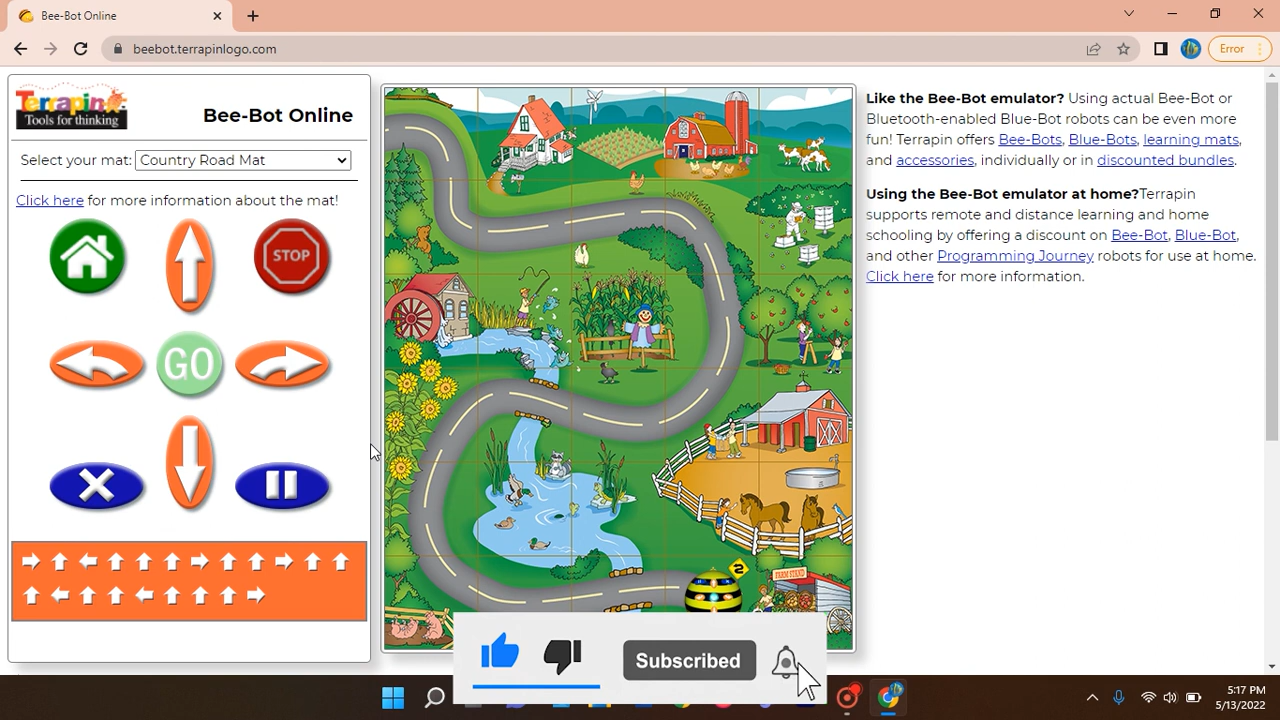 Bee-Bot Online
beebot.terrapinlogo.com
Error
Terrapin
Tools for thinking
Bee-Bot Online
Select your mat: Country Road Mat
Click here for more information about the mat!
STOP
GO
2
FARM STAND
Like the Bee-Bot emulator? Using actual Bee-Bot or
Bluetooth-enabled Blue-Bot robots can be even more
fun! Terrapin offers Bee-Bots, Blue-Bots, learning mats,
and accessories, individually or in discounted bundles.
Using the Bee-Bot emulator at home?Terrapin
supports remote and distance learning and home
schooling by offering a discount on Bee-Bot, Blue-Bot,
and other Programming Journey robots for use at home.
Click here for more information.
Subscribed
5:17 PM
5/13/2022